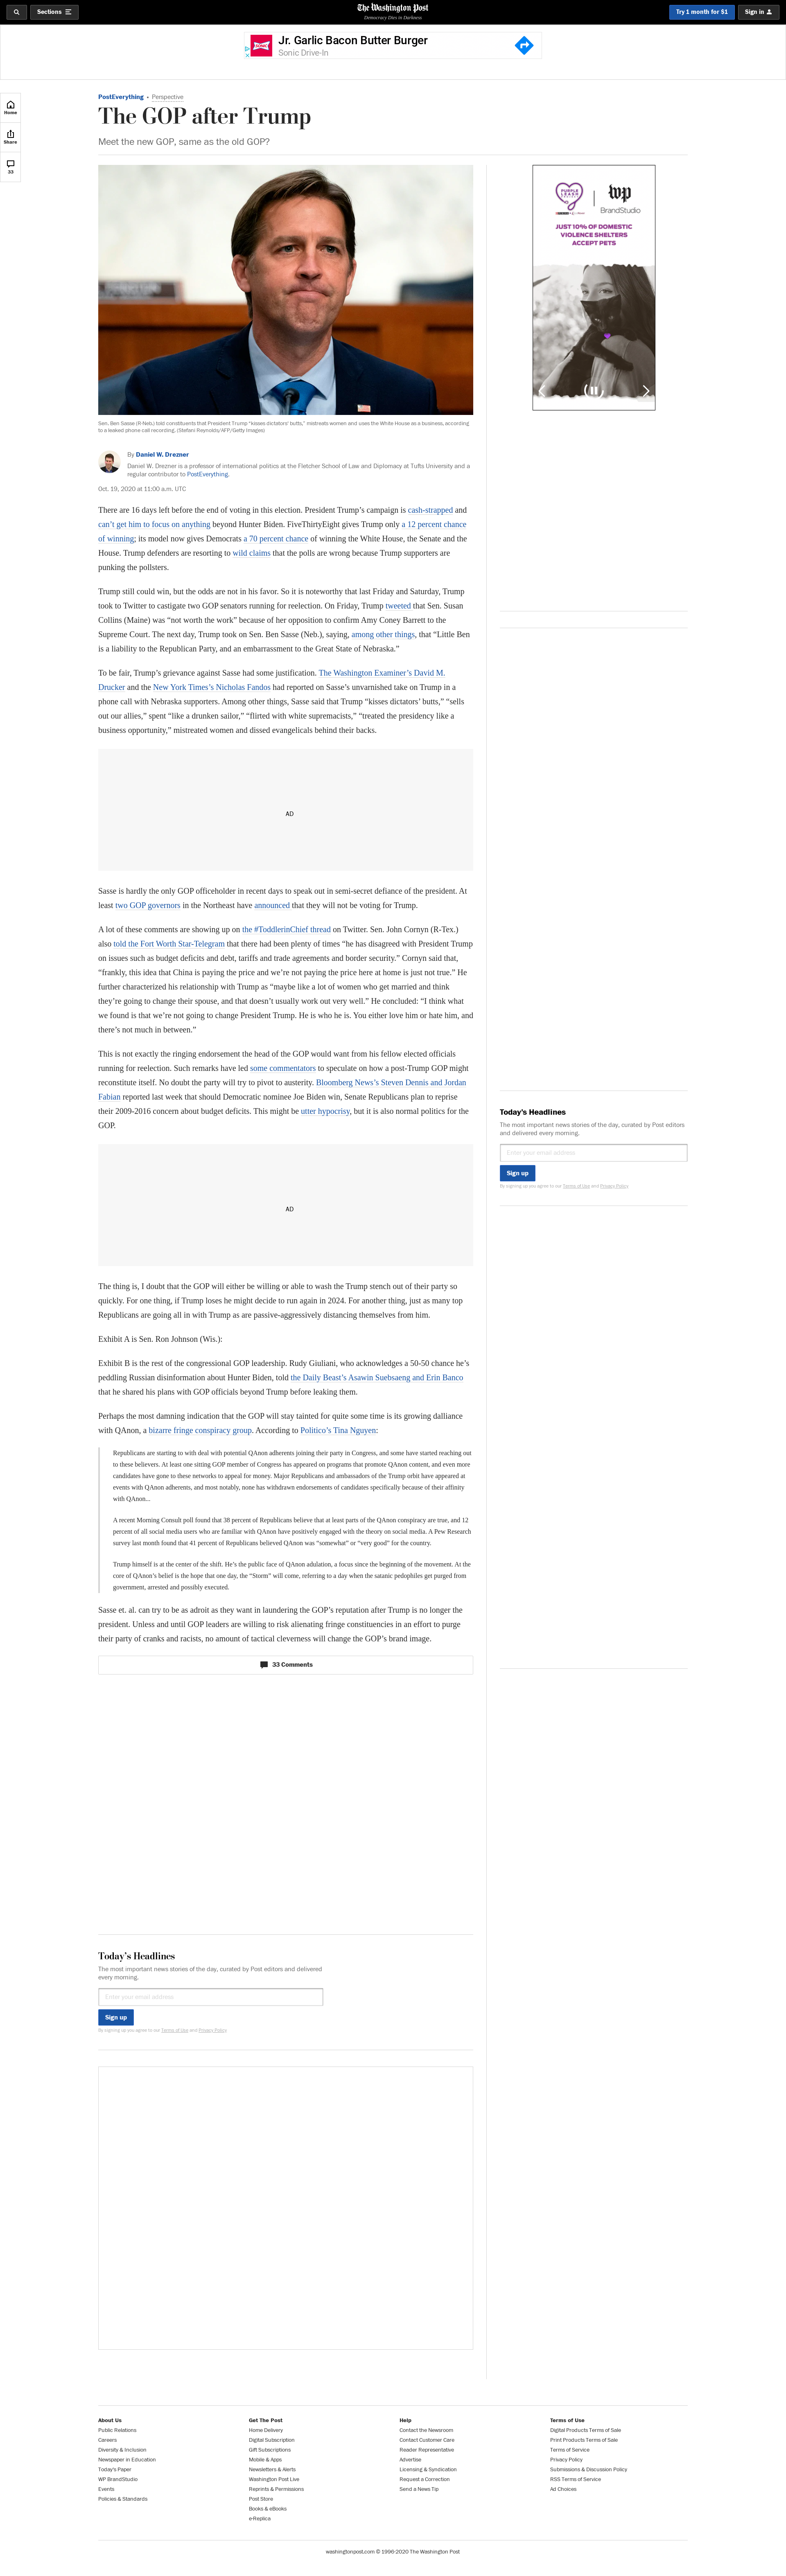 Sections
The Washington Post
Democracy Dies in Darkness
Try 1 month for $1
Sign in
Jr. Garlic Bacon Butter Burger
Sonic Drive-In
Home
Share
33
PostEverything • Perspective
The GOP after Trump
Meet the new GOP, same as the old GOP?
Sen. Ben Sasse (R-Neb.) told constituents that President Trump “kisses dictators’ butts,” mistreats women and uses the White House as a business, according
to a leaked phone call recording. (Stefani Reynolds/AFP/Getty Images)
By Daniel W. Drezner
Daniel W. Drezner is a professor of international politics at the Fletcher School of Law and Diplomacy at Tufts University and a
regular contributor to PostEverything.
Oct. 19, 2020 at 11:00 a.m. UTC
There are 16 days left before the end of voting in this election. President Trump’s campaign is cash-strapped and
can’t get him to focus on anything beyond Hunter Biden. FiveThirtyEight gives Trump only a 12 percent chance
of winning; its model now gives Democrats a 70 percent chance of winning the White House, the Senate and the
House. Trump defenders are resorting to wild claims that the polls are wrong because Trump supporters are
punking the pollsters.
Trump still could win, but the odds are not in his favor. So it is noteworthy that last Friday and Saturday, Trump
took to Twitter to castigate two GOP senators running for reelection. On Friday, Trump tweeted that Sen. Susan
Collins (Maine) was “not worth the work” because of her opposition to confirm Amy Coney Barrett to the
Supreme Court. The next day, Trump took on Sen. Ben Sasse (Neb.), saying, among other things, that “Little Ben
is a liability to the Republican Party, and an embarrassment to the Great State of Nebraska.”
To be fair, Trump’s grievance against Sasse had some justification. The Washington Examiner’s David M.
Drucker and the New York Times’s Nicholas Fandos had reported on Sasse’s unvarnished take on Trump in a
phone call with Nebraska supporters. Among other things, Sasse said that Trump “kisses dictators’ butts,” “sells
out our allies,” spent “like a drunken sailor,” “flirted with white supremacists,” “treated the presidency like a
business opportunity,” mistreated women and dissed evangelicals behind their backs.
AD
Sasse is hardly the only GOP officeholder in recent days to speak out in semi-secret defiance of the president. At
least two GOP governors in the Northeast have announced that they will not be voting for Trump.
A lot of these comments are showing up on the #ToddlerinChief thread on Twitter. Sen. John Cornyn (R-Tex.)
also told the Fort Worth Star-Telegram that there had been plenty of times “he has disagreed with President Trump
on issues such as budget deficits and debt, tariffs and trade agreements and border security.” Cornyn said that,
“frankly, this idea that China is paying the price and we’re not paying the price here at home is just not true.” He
further characterized his relationship with Trump as “maybe like a lot of women who get married and think
they’re going to change their spouse, and that doesn’t usually work out very well.” He concluded: “I think what
we found is that we’re not going to change President Trump. He is who he is. You either love him or hate him, and
there’s not much in between.”
This is not exactly the ringing endorsement the head of the GOP would want from his fellow elected officials
running for reelection. Such remarks have led some commentators to speculate on how a post-Trump GOP might
reconstitute itself. No doubt the party will try to pivot to austerity. Bloomberg News’s Steven Dennis and Jordan
Fabian reported last week that should Democratic nominee Joe Biden win, Senate Republicans plan to reprise
their 2009-2016 concern about budget deficits. This might be utter hypocrisy, but it is also normal politics for the
GOP.
AD
The thing is, I doubt that the GOP will either be willing or able to wash the Trump stench out of their party so
quickly. For one thing, if Trump loses he might decide to run again in 2024. For another thing, just as many top
Republicans are going all in with Trump as are passive-aggressively distancing themselves from him.
Exhibit A is Sen. Ron Johnson (Wis.):
Exhibit B is the rest of the congressional GOP leadership. Rudy Giuliani, who acknowledges a 50-50 chance he’s
peddling Russian disinformation about Hunter Biden, told the Daily Beast’s Asawin Suebsaeng and Erin Banco
that he shared his plans with GOP officials beyond Trump before leaking them.
Perhaps the most damning indication that the GOP will stay tainted for quite some time is its growing dalliance
with QAnon, a bizarre fringe conspiracy group. According to Politico’s Tina Nguyen:
Republicans are starting to with deal with potential QAnon adherents joining their party in Congress, and some have started reaching out
to these believers. At least one sitting GOP member of Congress has appeared on programs that promote QAnon content, and even more
candidates have gone to these networks to appeal for money. Major Republicans and ambassadors of the Trump orbit have appeared at
events with QAnon adherents, and most notably, none has withdrawn endorsements of candidates specifically because of their affinity
with QAnon...
A recent Morning Consult poll found that 38 percent of Republicans believe that at least parts of the QAnon conspiracy are true, and 12
percent of all social media users who are familiar with QAnon have positively engaged with the theory on social media. A Pew Research
survey last month found that 41 percent of Republicans believed QAnon was “somewhat” or “very good” for the country.
Trump himself is at the center of the shift. He’s the public face of QAnon adulation, a focus since the beginning of the movement. At the
core of QAnon’s belief is the hope that one day, the “Storm” will come, referring to a day when the satanic pedophiles get purged from
government, arrested and possibly executed.
Sasse et. al. can try to be as adroit as they want in laundering the GOP’s reputation after Trump is no longer the
president. Unless and until GOP leaders are willing to risk alienating fringe constituencies in an effort to purge
their party of cranks and racists, no amount of tactical cleverness will change the GOP’s brand image.
33 Comments
Today’s Headlines
The most important news stories of the day, curated by Post editors and delivered
every morning.
Enter your email address
Sign up
By signing up you agree to our Terms of Use and Privacy Policy
PURPLE LEASH
wp
BrandStudio
JUST 10% OF DOMESTIC
VIOLENCE SHELTERS
ACCEPT PETS
Today’s Headlines
The most important news stories of the day, curated by Post editors
and delivered every morning.
Enter your email address
Sign up
By signing up you agree to our Terms of Use and Privacy Policy
About Us
Public Relations
Careers
Diversity & Inclusion
Newspaper in Education
Today's Paper
WP BrandStudio
Events
Policies & Standards
Get The Post
Home Delivery
Digital Subscription
Gift Subscriptions
Mobile & Apps
Newsletters & Alerts
Washington Post Live
Reprints & Permissions
Post Store
Books & eBooks
e-Replica
Help
Contact the Newsroom
Contact Customer Care
Reader Representative
Advertise
Licensing & Syndication
Request a Correction
Send a News Tip
Terms of Use
Digital Products Terms of Sale
Print Products Terms of Sale
Terms of Service
Privacy Policy
Submissions & Discussion Policy
RSS Terms of Service
Ad Choices
washingtonpost.com © 1996-2020 The Washington Post